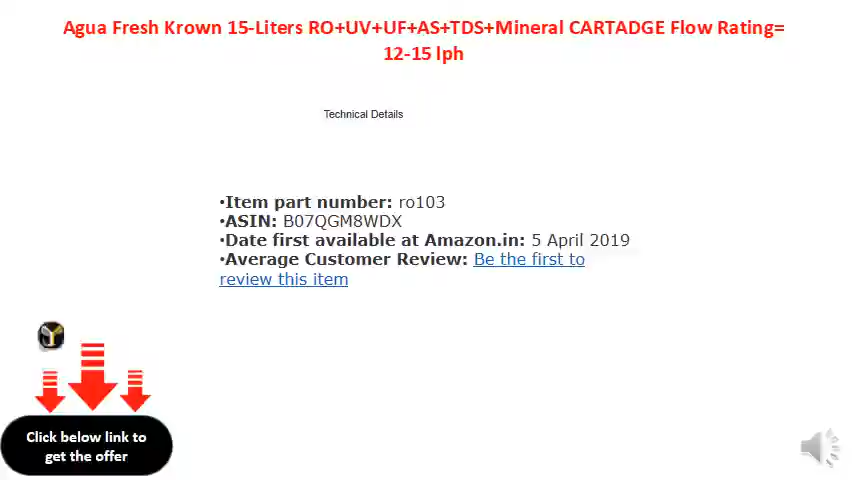 Agua Fresh Krown 15-Liters RO+UV+UF+AS+TDS+Mineral CARTADGE Flow Rating=
12-15 lph
Technical Details
•Item part number: ro103
•ASIN: B07QGM8WDX
•Date first available at Amazon.in: 5 April 2019
•Average Customer Review: Be the first to
review this item
Click below link to
get the offer